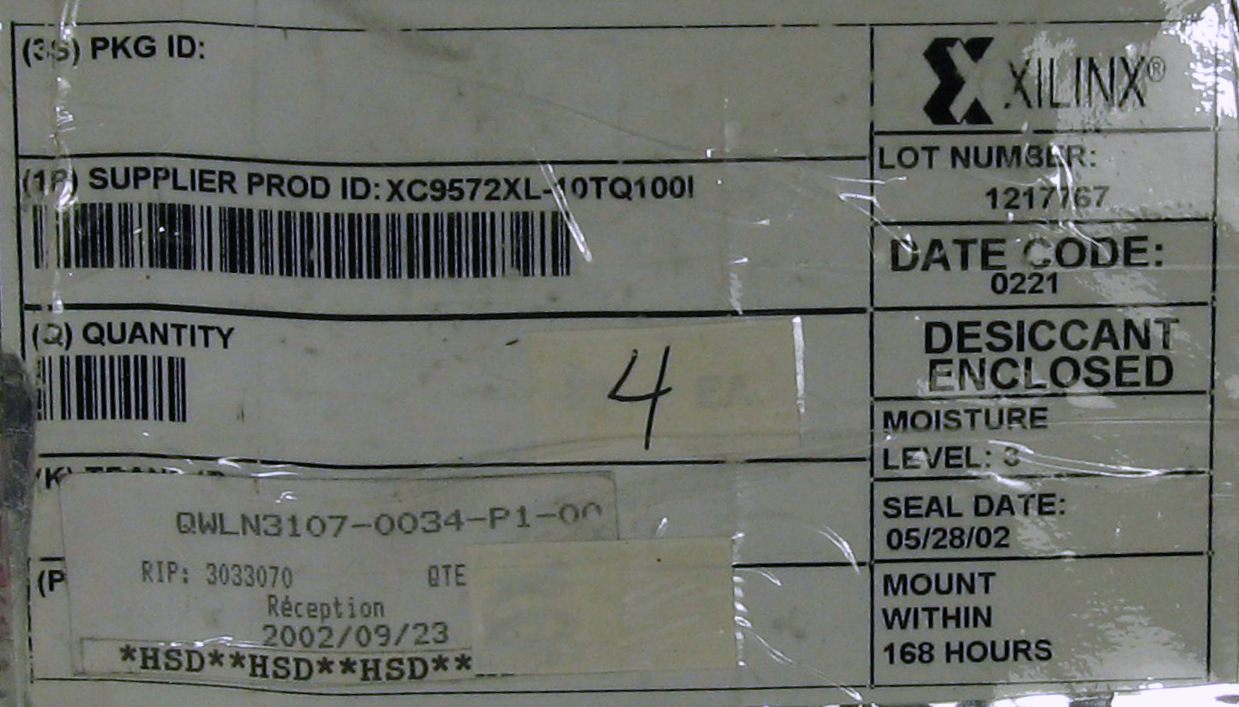 (3S) PKG ID:
XILINX®
(1P) SUPPLIER PROD ID: XC9572XL-10TQ100I
LOT NUMBER:
1217767
DATE CODE:
0221
(Q) QUANTITY
4
DESICCANT
ENCLOSED
MOISTURE
LEVEL: 3
(K)
QWLN3107-0034-P1-00
RIP: 3033070 QTE
Réception
2002/09/23
*HSD**HSD**HSD**
(P
SEAL DATE:
05/28/02
MOUNT
WITHIN
168 HOURS